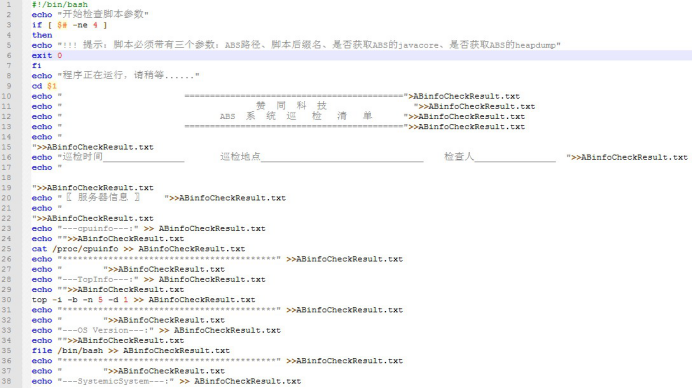 1 #!/bin/bash
2 echo "开始检查脚本参数"
3 if [ $# -ne 4 ]
4 then
5 echo "!!! 提示：脚本必须带有三个参数：ABS路径、脚本后缀名、是否获取ABS的javacore、是否获取ABS的heapdump"
6 exit 0
7 fi
8 echo "程序正在运行，请稍等......"
9 cd $1
10 echo " ===========================================">>ABinfoCheckResult.txt
11 echo " 赞 同 科 技 ">>ABinfoCheckResult.txt
12 echo " ABS 系 统 巡 检 清 单 ">>ABinfoCheckResult.txt
13 echo " ===========================================">>ABinfoCheckResult.txt
14 echo "
15 ">>ABinfoCheckResult.txt
16 echo "巡检时间________________ 巡检地点________________________________ 检查人________________ ">>ABinfoCheckResult.txt
17 echo "
18
19 ">>ABinfoCheckResult.txt
20 echo "〖 服务器信息 〗 ">>ABinfoCheckResult.txt
21 echo "
22 ">>ABinfoCheckResult.txt
23 echo "---cpuinfo---:" >> ABinfoCheckResult.txt
24 echo "">>ABinfoCheckResult.txt
25 cat /proc/cpuinfo >> ABinfoCheckResult.txt
26 echo "******************************************" >>ABinfoCheckResult.txt
27 echo " ">>ABinfoCheckResult.txt
28 echo "---TopInfo---:" >> ABinfoCheckResult.txt
29 echo "">>ABinfoCheckResult.txt
30 top -i -b -n 5 -d 1 >> ABinfoCheckResult.txt
31 echo "******************************************" >>ABinfoCheckResult.txt
32 echo " ">>ABinfoCheckResult.txt
33 echo "---OS Version---:" >> ABinfoCheckResult.txt
34 echo "">>ABinfoCheckResult.txt
35 file /bin/bash >> ABinfoCheckResult.txt
36 echo "******************************************" >>ABinfoCheckResult.txt
37 echo " ">>ABinfoCheckResult.txt
38 echo "---SystemicSystem---:" >> ABinfoCheckResult.txt